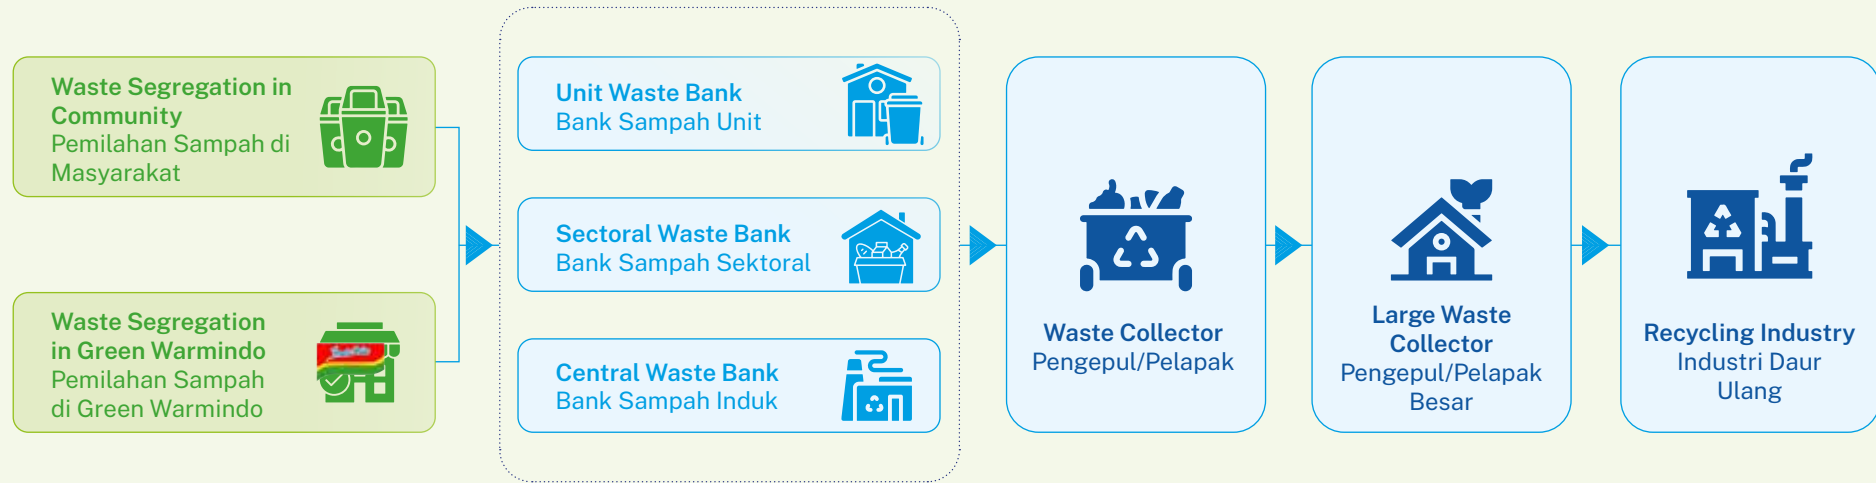 Waste Segregation in
Community
Pemilahan Sampah di
Masyarakat
Waste Segregation
in Green Warmindo
Pemilahan Sampah
di Green Warmindo
Unit Waste Bank
Bank Sampah Unit
Sectoral Waste Bank
Bank Sampah Sektoral
Central Waste Bank
Bank Sampah Induk
Waste Collector
Pengepul/Pelapak
Large Waste
Collector
Pengepul/Pelapak
Besar
Recycling Industry
Industri Daur
Ulang